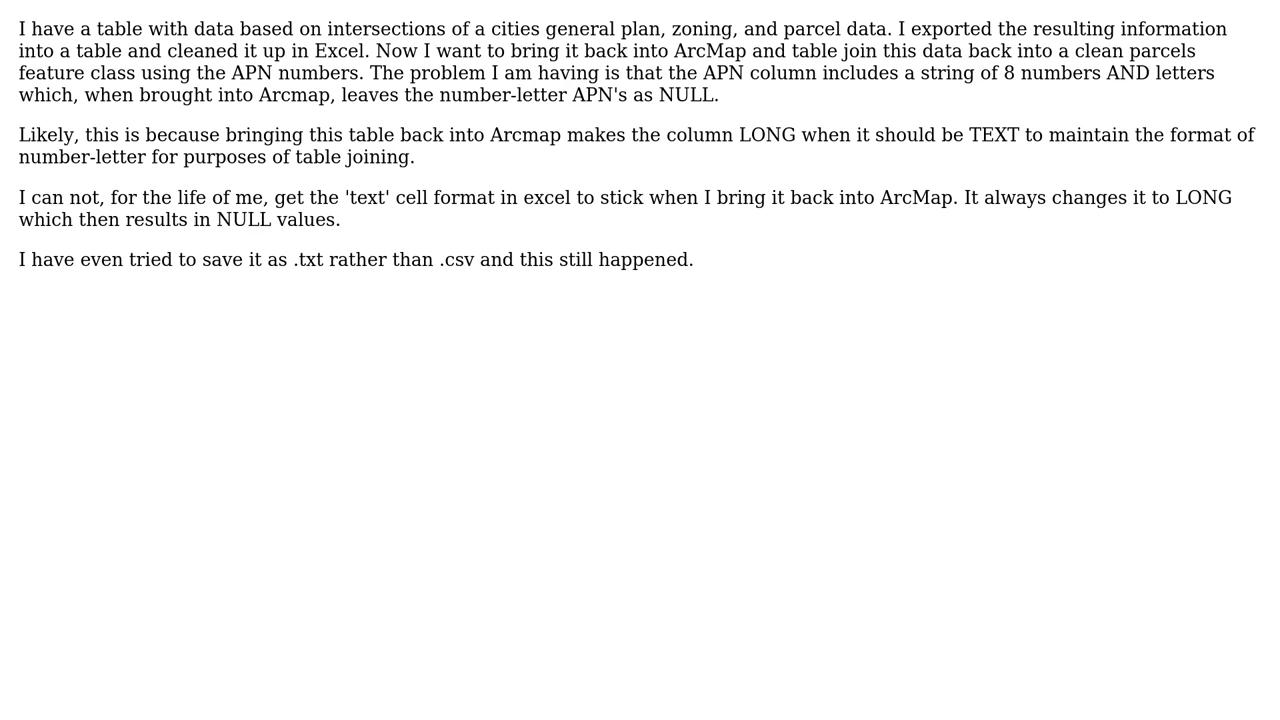 I have a table with data based on intersections of a cities general plan, zoning, and parcel data. I exported the resulting information
into a table and cleaned it up in Excel. Now I want to bring it back into ArcMap and table join this data back into a clean parcels
feature class using the APN numbers. The problem I am having is that the APN column includes a string of 8 numbers AND letters
which, when brought into Arcmap, leaves the number-letter APN's as NULL.
Likely, this is because bringing this table back into Arcmap makes the column LONG when it should be TEXT to maintain the format of
number-letter for purposes of table joining.
I can not, for the life of me, get the 'text' cell format in excel to stick when I bring it back into ArcMap. It always changes it to LONG
which then results in NULL values.
I have even tried to save it as .txt rather than .csv and this still happened.